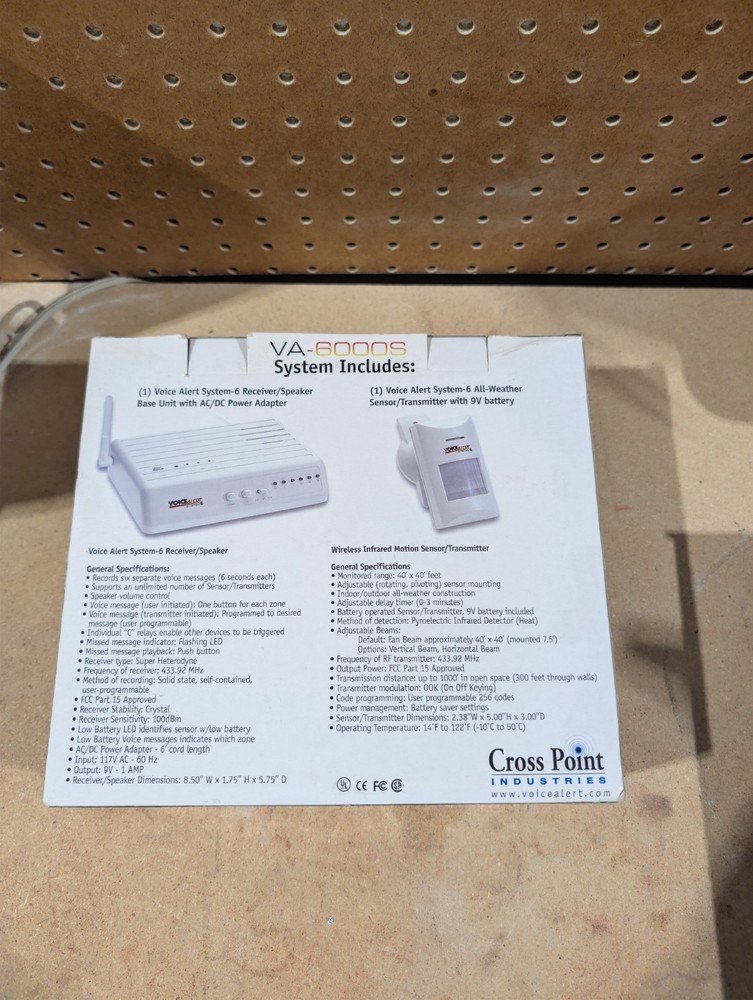 VA-6000S
System Includes:
(1) Voice Alert System-6 Receiver/Speaker
Base Unit with AC/DC Power Adapter
(1) Voice Alert System-6 All-Weather
Sensor/Transmitter with 9V battery
VOICE ALERT
VOICE ALERT
Voice Alert System-6 Receiver/Speaker
General Specifications:
• Records six separate voice messages (6 seconds each)
• Supports an unlimited number of Sensor/Transmitters
• Speaker volume control
• Voice message (user initiated): One button for each zone
• Voice message (transmitter initiated): Programmed to desired
message (user programmable)
• Individual "C" relays enable other devices to be triggered
• Missed message indicator: Flashing LED
• Missed message playback: Push button
• Receiver type: Super Heterodyne
• Frequency of receiver: 433.92 MHz
• Method of recording: Solid state, self-contained,
user-programmable
• FCC Part 15 Approved
• Receiver Stability: Crystal
• Receiver Sensitivity: 100dBm
• Low Battery LED identifies sensor w/low battery
• Low Battery Voice messages indicates which zone
• AC/DC Power Adapter - 6' cord length
• Input: 117V AC - 60 Hz
• Output: 9V - 1 AMP
• Receiver/Speaker Dimensions: 8.50" W x 1.75" H x 5.75" D
Wireless Infrared Motion Sensor/Transmitter
General Specifications
• Monitored range: 40' x 40' feet
• Adjustable (rotating, pivoting) sensor mounting
• Indoor/outdoor all-weather construction
• Adjustable delay timer (0-3 minutes)
• Battery operated Sensor/Transmitter, 9V battery included
• Method of detection: Pyroelectric Infrared Detector (Heat)
• Adjustable Beams:
Default: Fan Beam approximately 40' x 40' (mounted 7.5')
Options: Vertical Beam, Horizontal Beam
• Frequency of RF transmitter: 433.92 MHz
• Output Power: FCC Part 15 Approved
• Transmission distance: up to 1000' in open space (300 feet through walls)
• Transmitter modulation: OOK (On Off Keying)
• Code programming: User programmable 256 codes
• Power management: Battery saver settings
• Sensor/Transmitter Dimensions: 2.38"W x 5.00"H x 3.00"D
• Operating Temperature: 14°F to 122°F (-10°C to 50°C)
UL CE FC
Cross Point
INDUSTRIES
www.voicealert.com